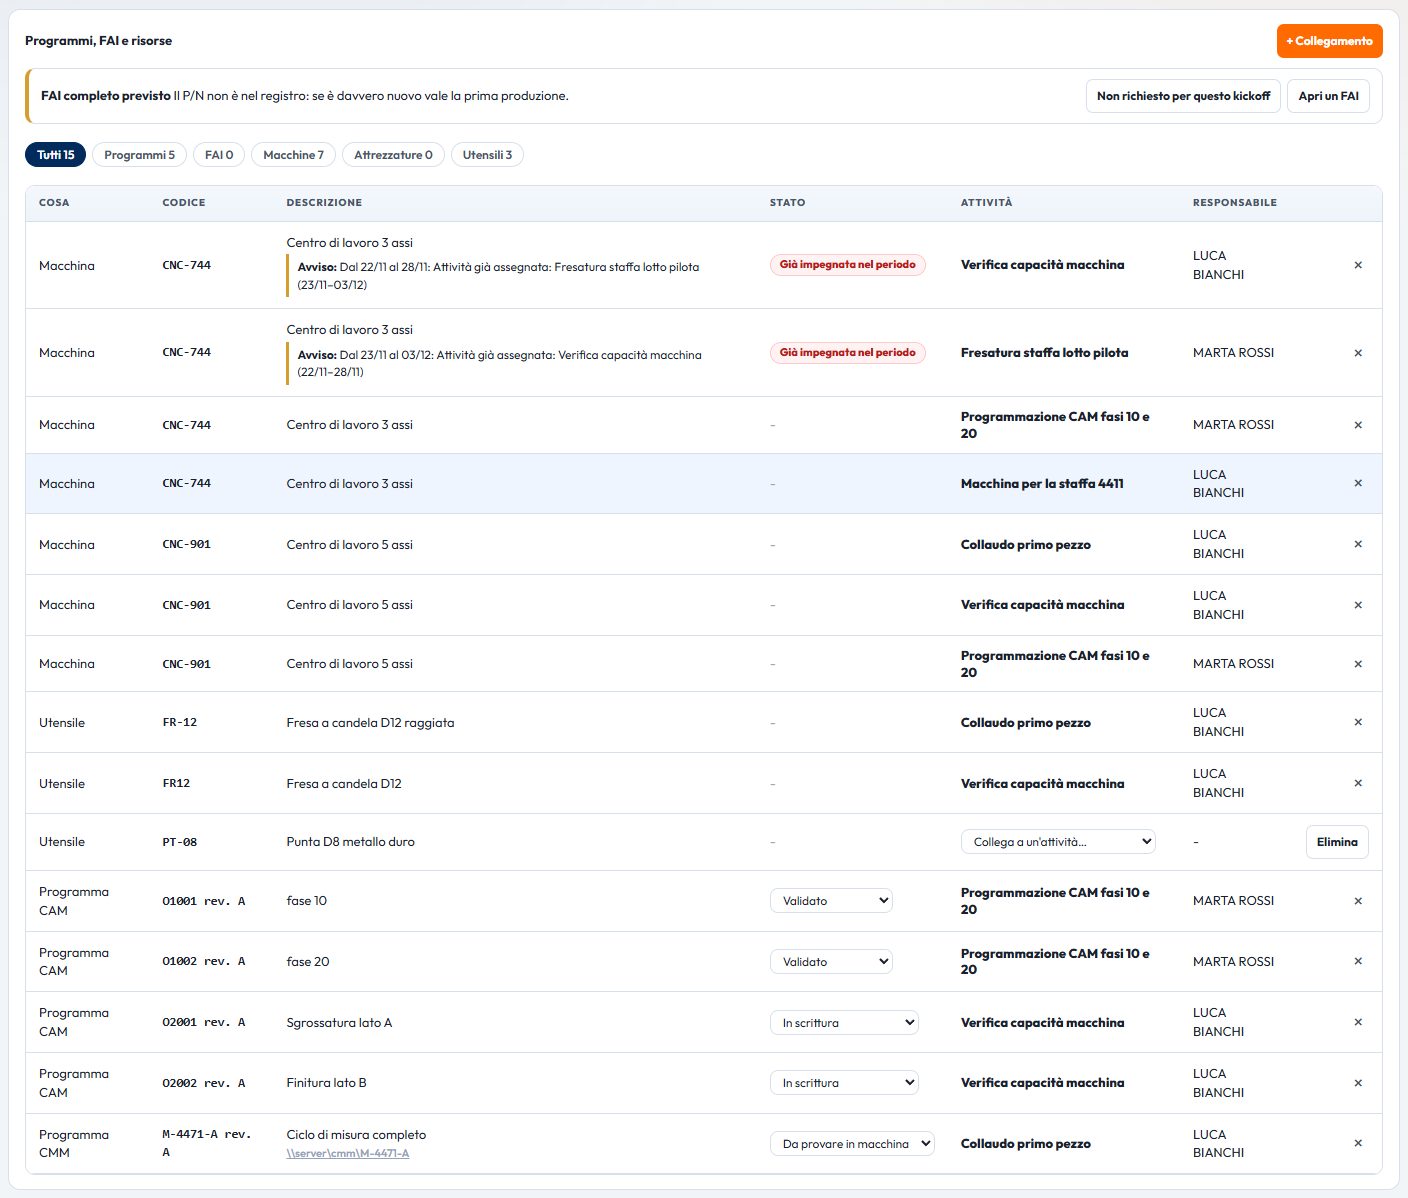 Programmi, FAI e risorse
+ Collegamento
FAI completo previsto Il P/N non è nel registro: se è davvero nuovo vale la prima produzione.
Non richiesto per questo kickoff
Apri un FAI
Tutti 15
Programmi 5
FAI 0
Macchine 7
Attrezzature 0
Utensili 3
COSA CODICE DESCRIZIONE STATO ATTIVITÀ RESPONSABILE
Macchina CNC-744 Centro di lavoro 3 assi
Avviso: Dal 22/11 al 28/11: Attività già assegnata: Fresatura staffa lotto pilota
(23/11–03/12)
Già impegnata nel periodo
Verifica capacità macchina
LUCA
BIANCHI
×
Macchina CNC-744 Centro di lavoro 3 assi
Avviso: Dal 23/11 al 03/12: Attività già assegnata: Verifica capacità macchina
(22/11–28/11)
Già impegnata nel periodo
Fresatura staffa lotto pilota
MARTA ROSSI
×
Macchina CNC-744 Centro di lavoro 3 assi -
Programmazione CAM fasi 10 e
20
MARTA ROSSI
×
Macchina CNC-744 Centro di lavoro 3 assi -
Macchina per la staffa 4411
LUCA
BIANCHI
×
Macchina CNC-901 Centro di lavoro 5 assi -
Collaudo primo pezzo
LUCA
BIANCHI
×
Macchina CNC-901 Centro di lavoro 5 assi -
Verifica capacità macchina
LUCA
BIANCHI
×
Macchina CNC-901 Centro di lavoro 5 assi -
Programmazione CAM fasi 10 e
20
MARTA ROSSI
×
Utensile FR-12 Fresa a candela D12 raggiata -
Collaudo primo pezzo
LUCA
BIANCHI
×
Utensile FR12 Fresa a candela D12 -
Verifica capacità macchina
LUCA
BIANCHI
×
Utensile PT-08 Punta D8 metallo duro -
Collega a un'attività...
-
Elimina
Programma
CAM
O1001 rev. A
fase 10
Validato
Programmazione CAM fasi 10 e
20
MARTA ROSSI
×
Programma
CAM
O1002 rev. A
fase 20
Validato
Programmazione CAM fasi 10 e
20
MARTA ROSSI
×
Programma
CAM
O2001 rev. A
Sgrossatura lato A
In scrittura
Verifica capacità macchina
LUCA
BIANCHI
×
Programma
CAM
O2002 rev. A
Finitura lato B
In scrittura
Verifica capacità macchina
LUCA
BIANCHI
×
Programma
CMM
M-4471-A rev.
A
Ciclo di misura completo
\\server\cmm\M-4471-A
Da provare in macchina
Collaudo primo pezzo
LUCA
BIANCHI
×